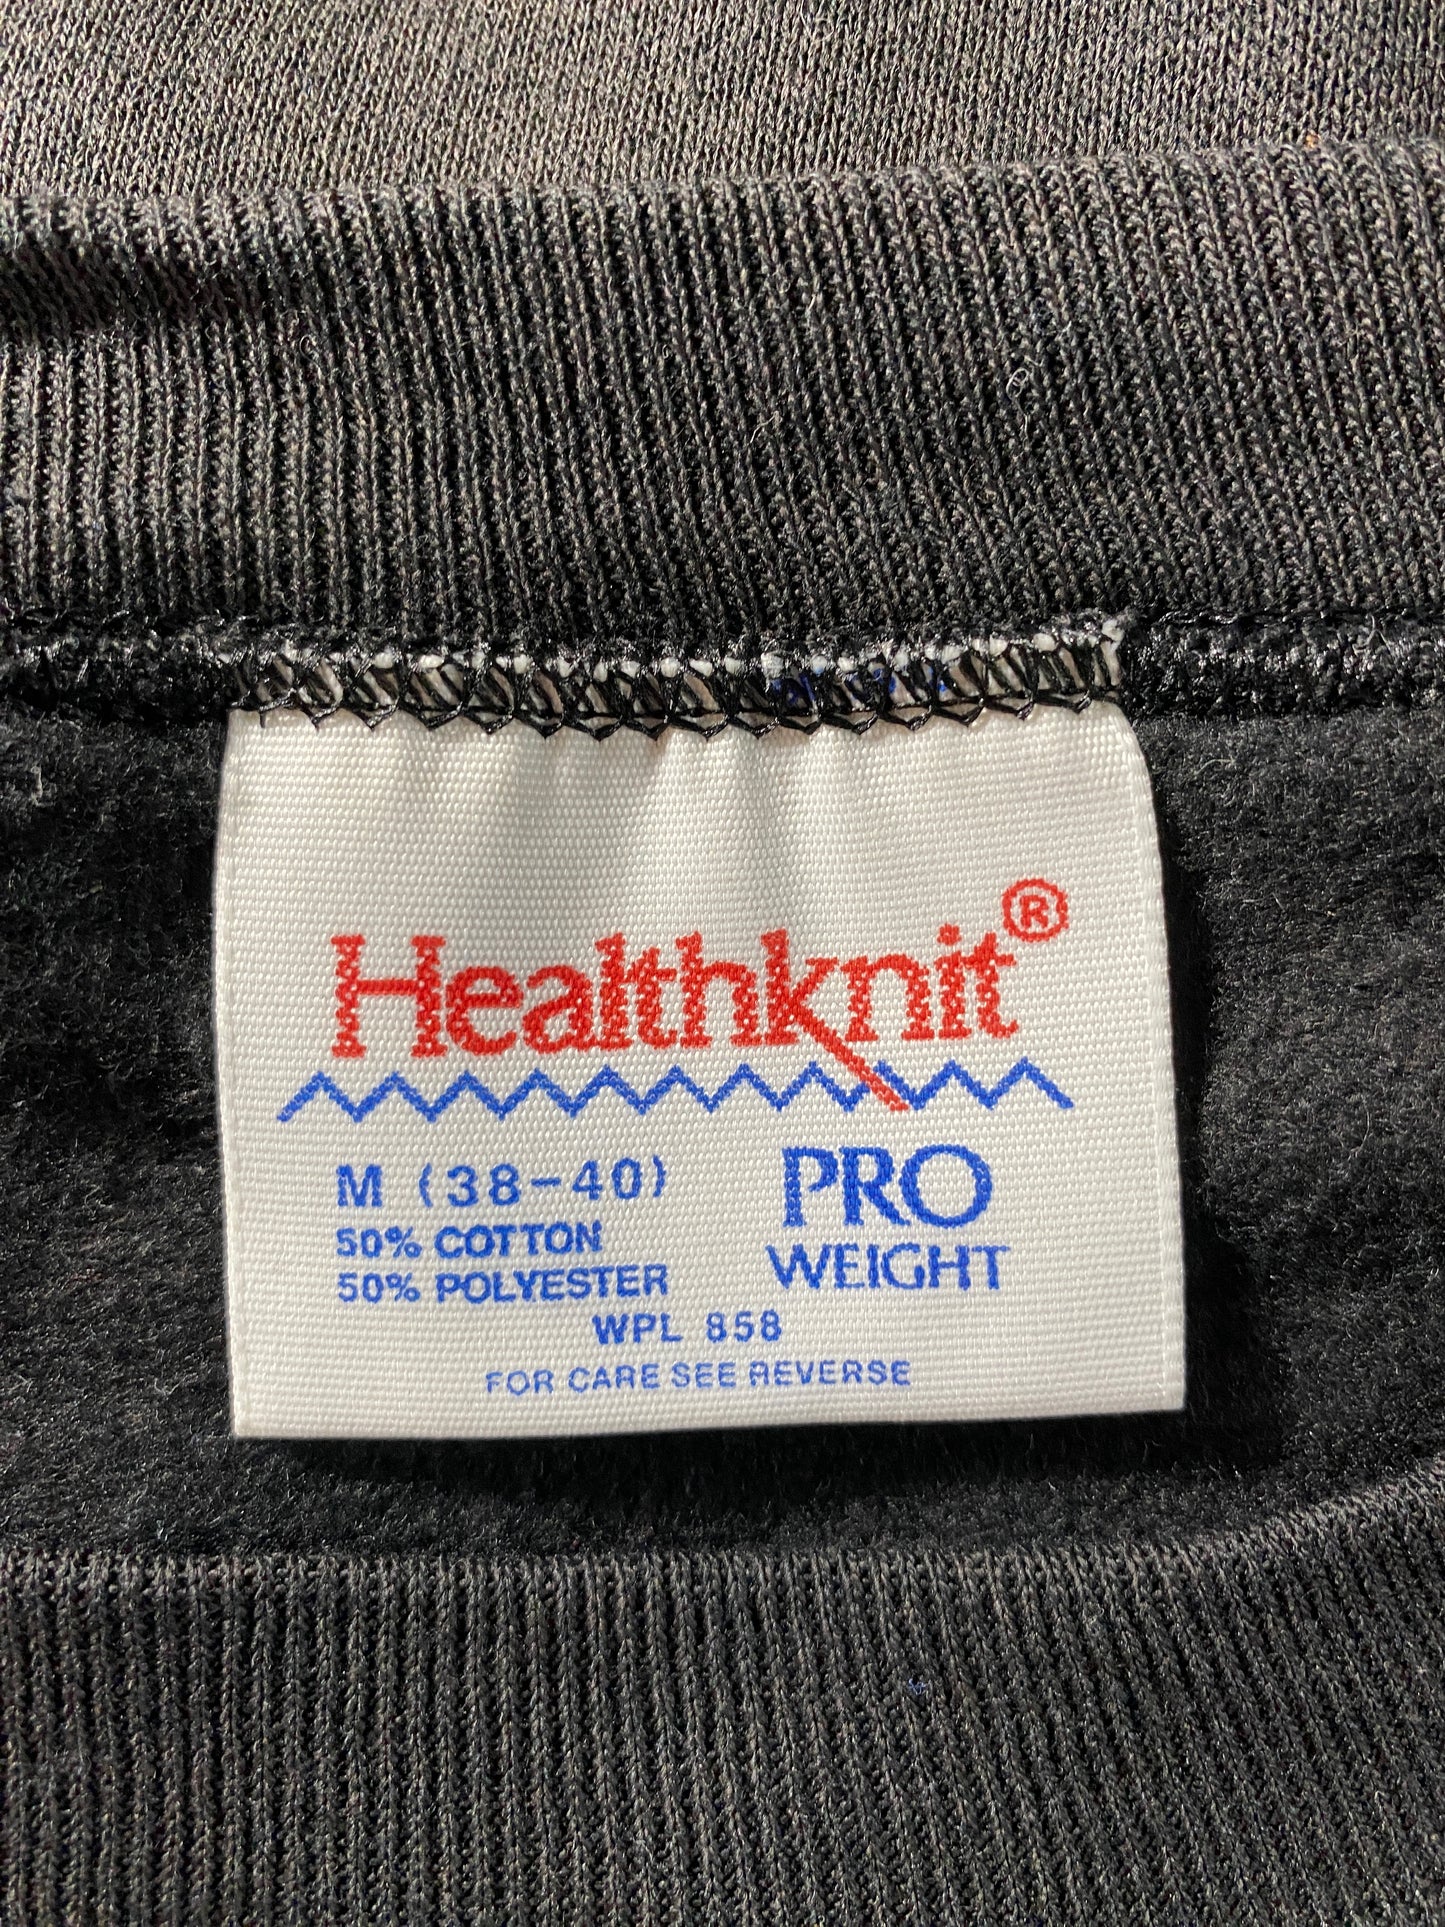 Healthknit®
M (38-40)
50% COTTON
50% POLYESTER
PRO
WEIGHT
WPL 858
FOR CARE SEE REVERSE